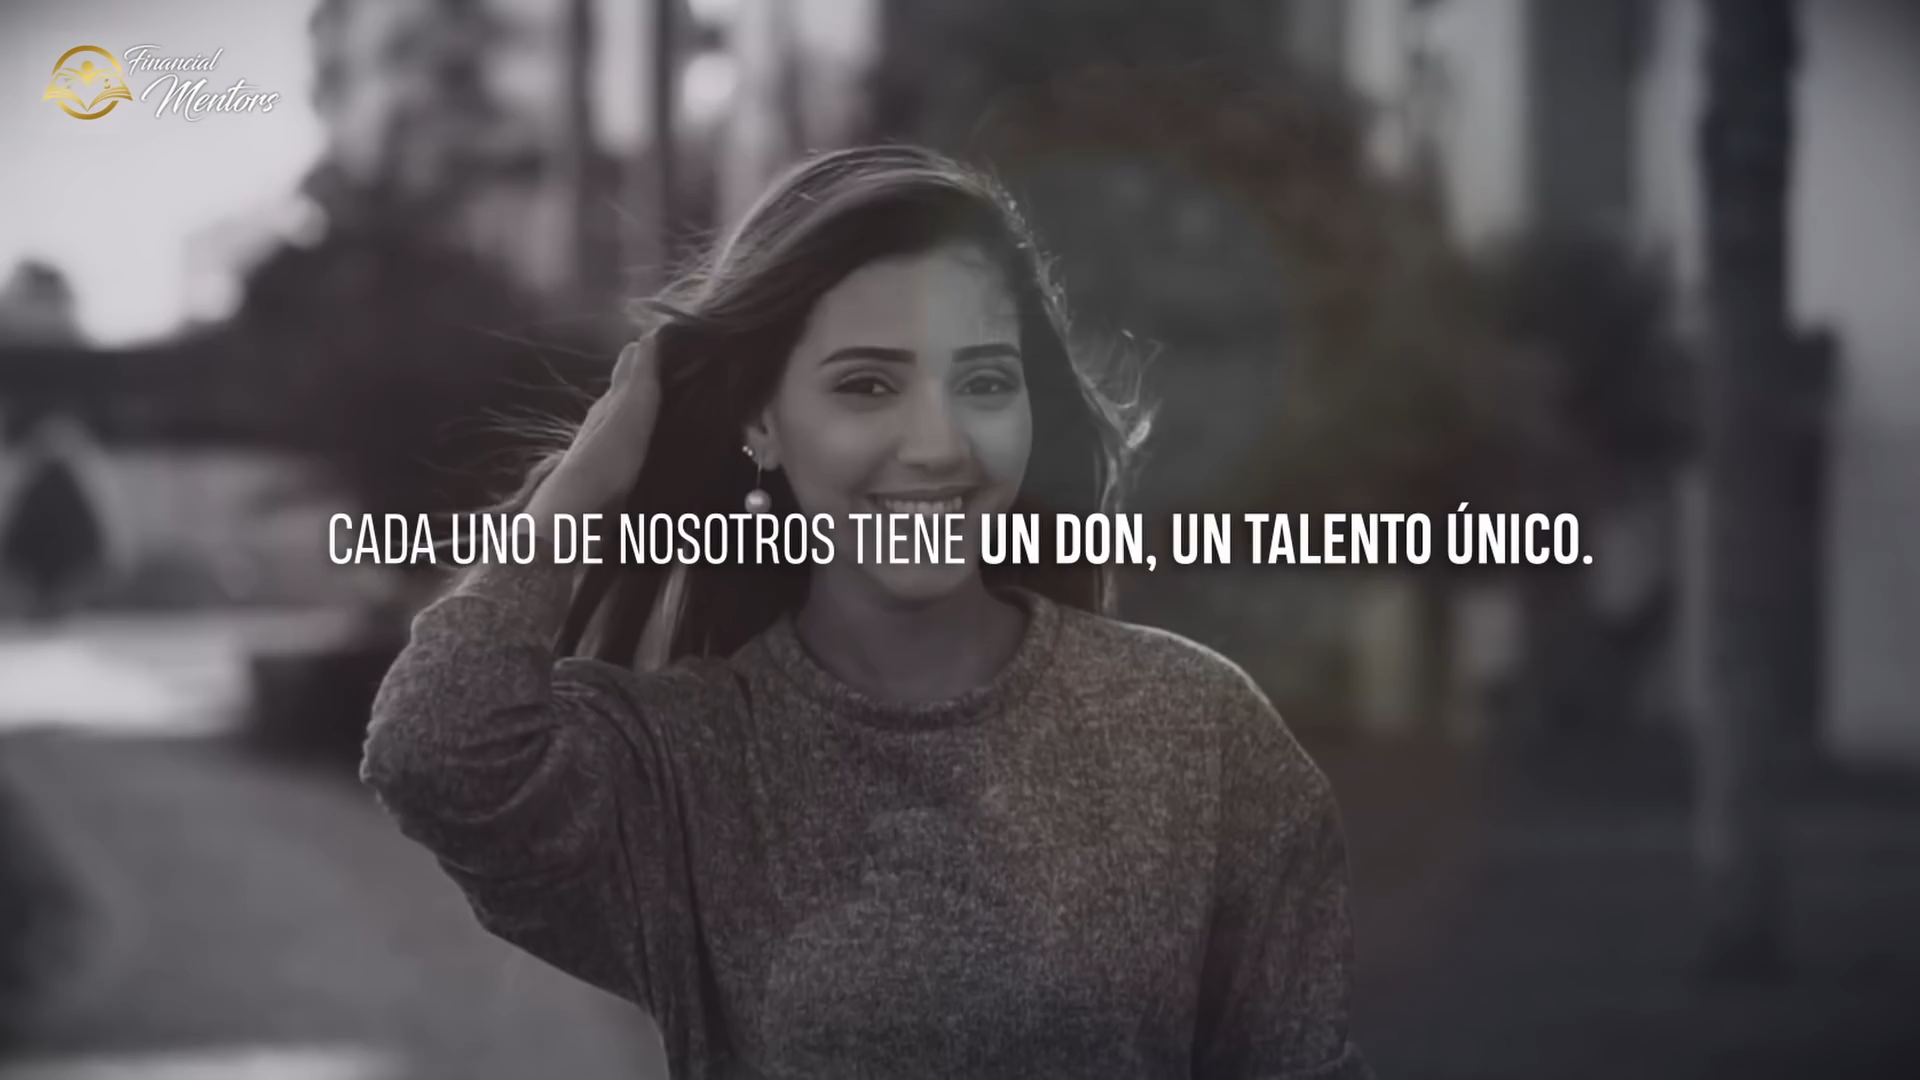 Financial
Mentors
CADA UNO DE NOSOTROS TIENE UN DON, UN TALENTO ÚNICO.